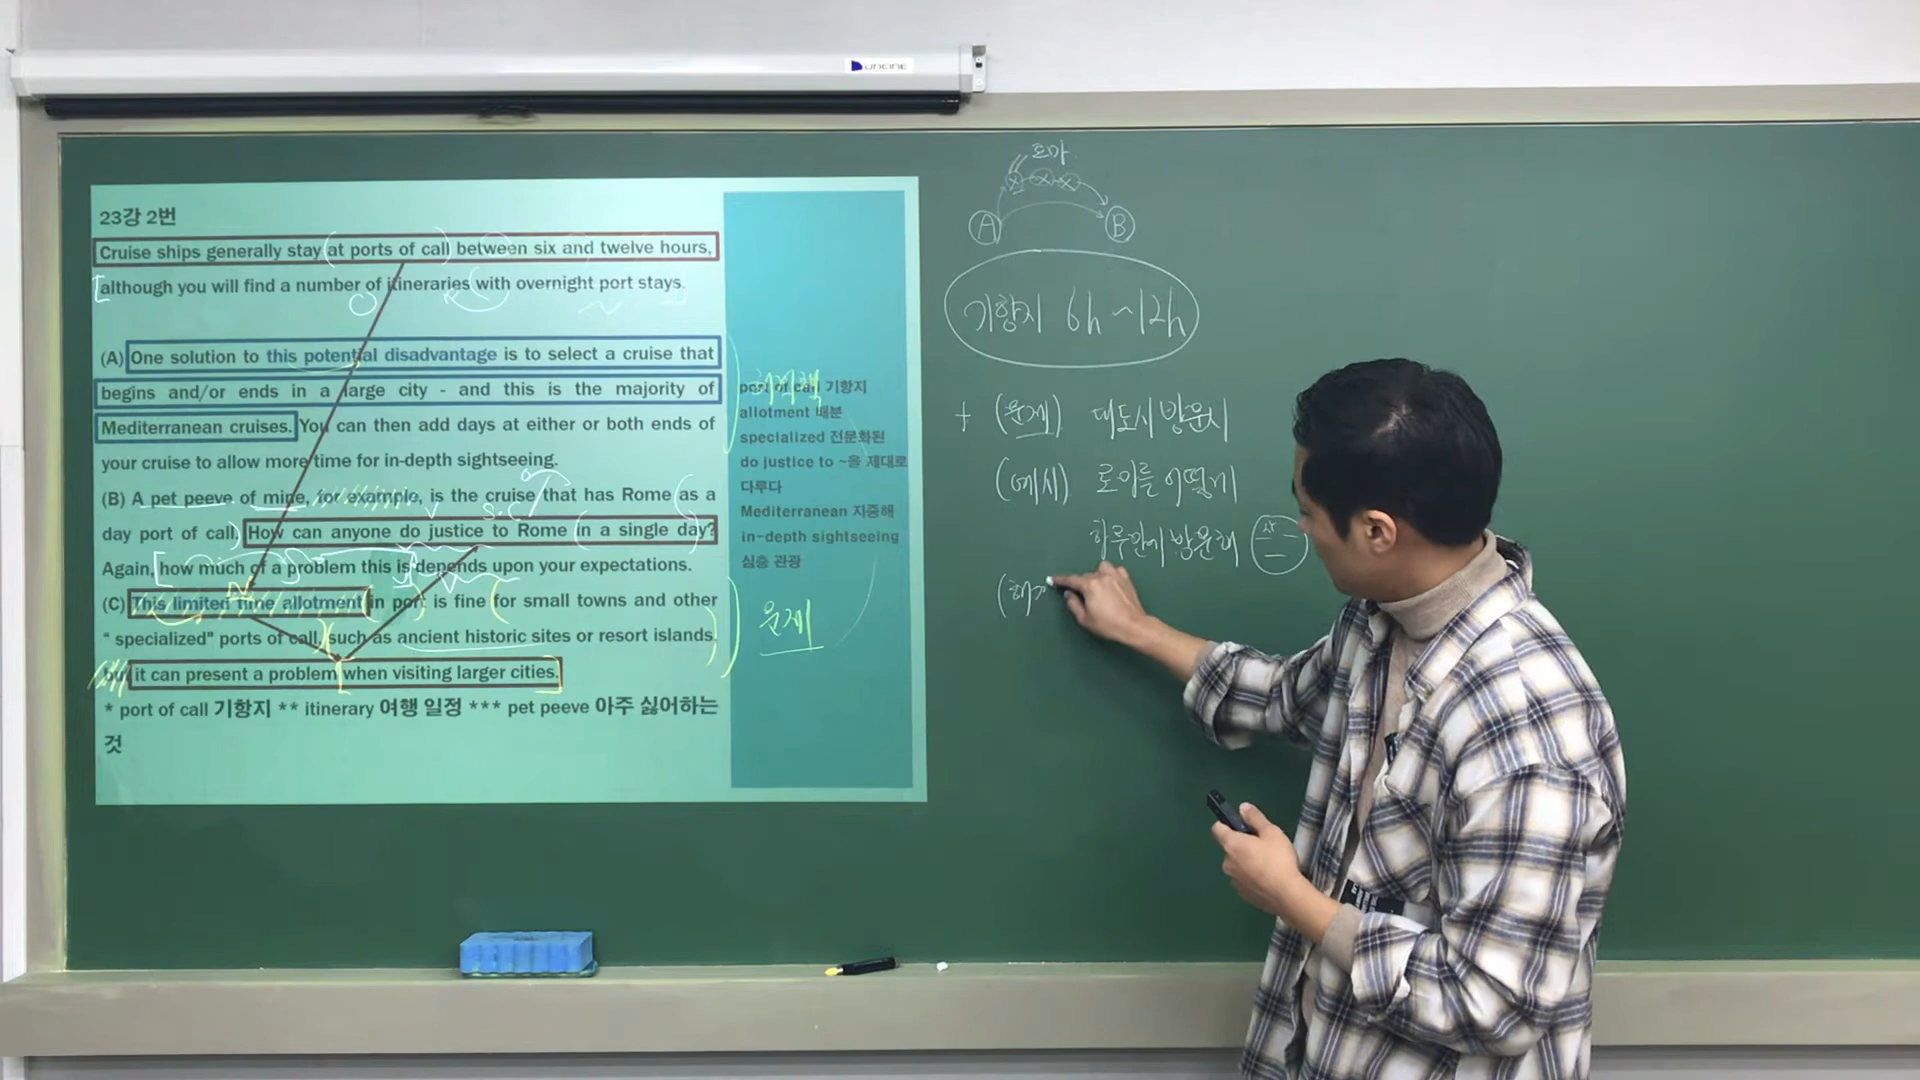 UNCINE
23강 2번
Cruise ships generally stay at ports of call between six and twelve hours,
although you will find a number of itineraries with overnight port stays.
(A) One solution to this potential disadvantage is to select a cruise that
begins and/or ends in a large city - and this is the majority of
Mediterranean cruises. You can then add days at either or both ends of
your cruise to allow more time for in-depth sightseeing.
(B) A pet peeve of mine, for example, is the cruise that has Rome as a
day port of call. How can anyone do justice to Rome in a single day?
Again, how much of a problem this is depends upon your expectations.
(C) This limited time allotment in port is fine for small towns and other
“ specialized" ports of call, such as ancient historic sites or resort islands,
but it can present a problem when visiting larger cities.
* port of call 기항지 ** itinerary 여행 일정 *** pet peeve 아주 싫어하는
것
해결책
port of call 기항지
allotment 배분
specialized 전문화된
do justice to ~을 제대로
다루다
Mediterranean 지중해
in-depth sightseeing
심층 관광
S.C
문제
로마
A
B
기항지 6h ~ 12h
+ (문제) 대도시 방문시
(예시) 로마를 어떻게
하루만에 방문해
(해